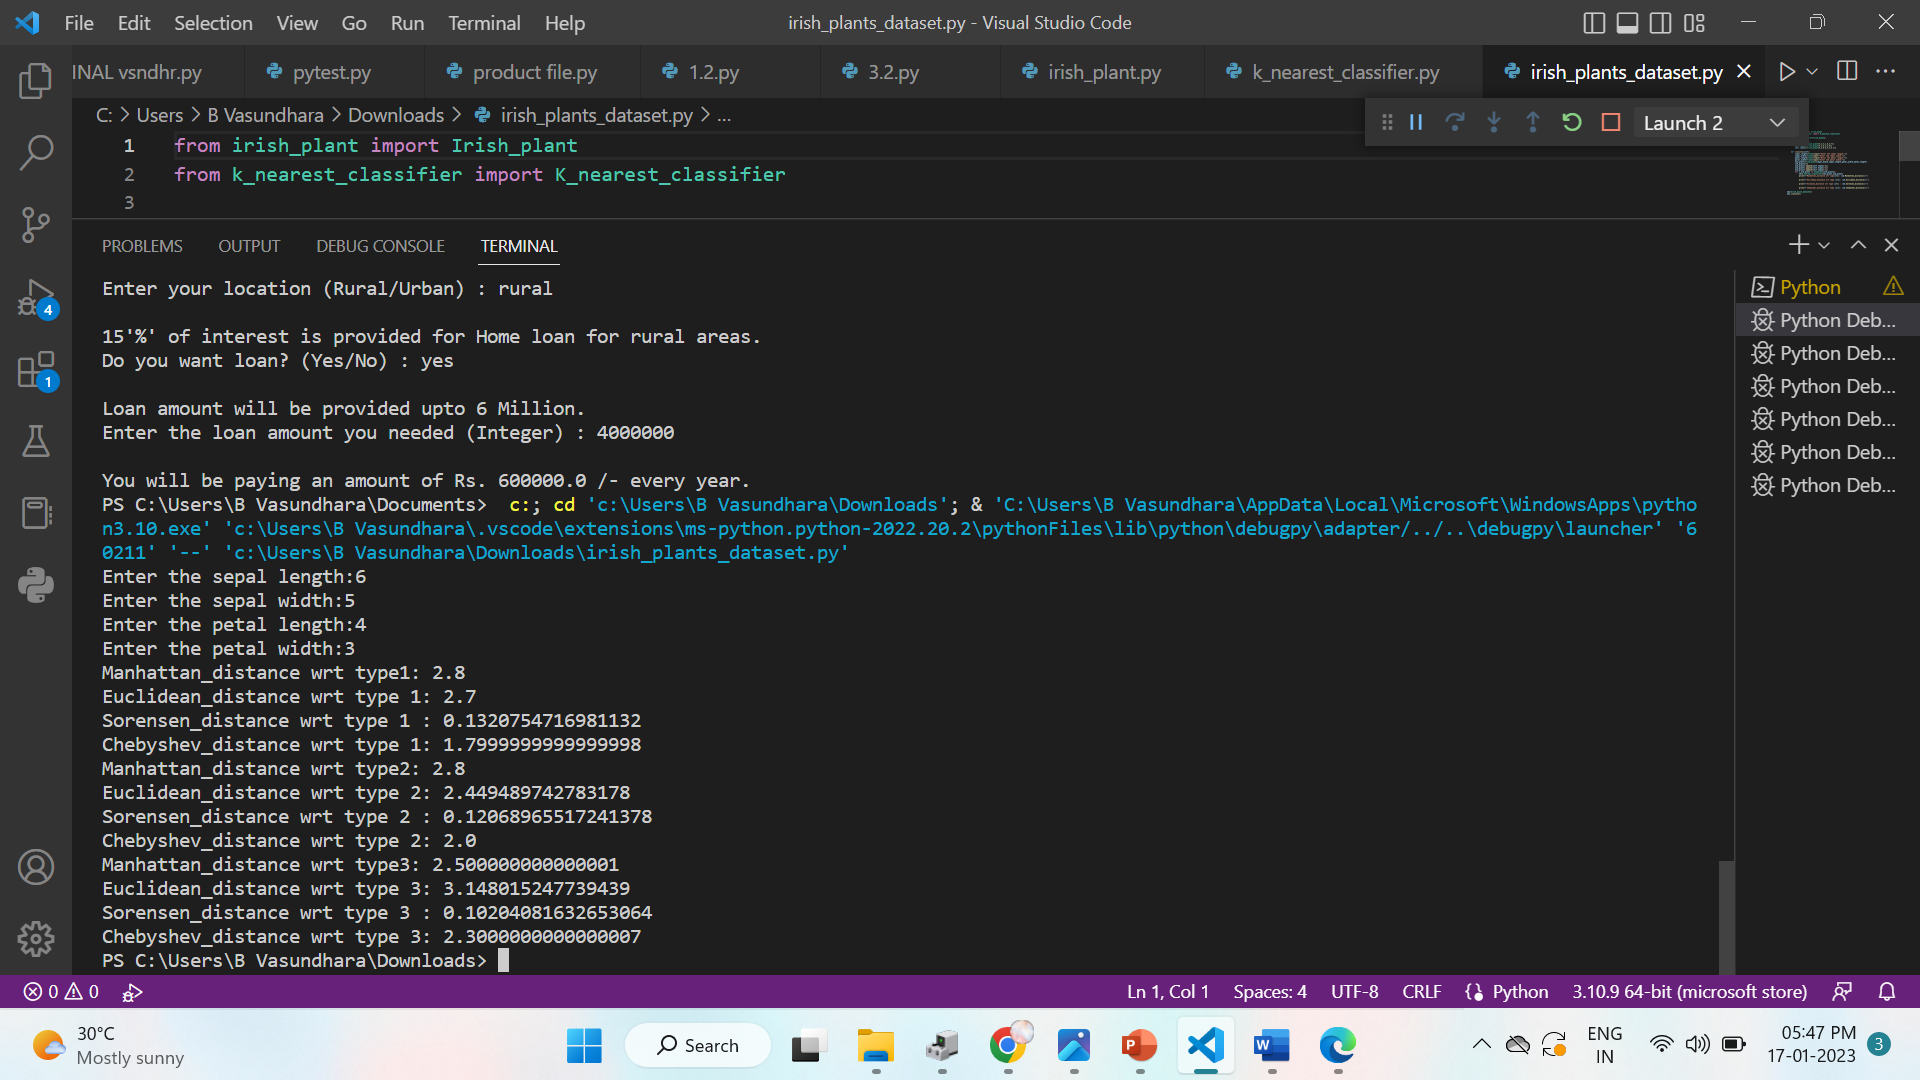 File Edit Selection View Go Run Terminal Help
irish_plants_dataset.py - Visual Studio Code
INAL vsndhr.py pytest.py product file.py 1.2.py 3.2.py irish_plant.py k_nearest_classifier.py irish_plants_dataset.py
C: > Users > B Vasundhara > Downloads > irish_plants_dataset.py > ...
Launch 2
1 from irish_plant import Irish_plant
2 from k_nearest_classifier import K_nearest_classifier
3
PROBLEMS OUTPUT DEBUG CONSOLE TERMINAL
Enter your location (Rural/Urban) : rural
15'%' of interest is provided for Home loan for rural areas.
Do you want loan? (Yes/No) : yes
Loan amount will be provided upto 6 Million.
Enter the loan amount you needed (Integer) : 4000000
You will be paying an amount of Rs. 600000.0 /- every year.
PS C:\Users\B Vasundhara\Documents>  c:; cd 'c:\Users\B Vasundhara\Downloads'; & 'C:\Users\B Vasundhara\AppData\Local\Microsoft\WindowsApps\pytho
n3.10.exe' 'c:\Users\B Vasundhara\.vscode\extensions\ms-python.python-2022.20.2\pythonFiles\lib\python\debugpy\adapter/../..\debugpy\launcher' '6
0211' '--' 'c:\Users\B Vasundhara\Downloads\irish_plants_dataset.py'
Enter the sepal length:6
Enter the sepal width:5
Enter the petal length:4
Enter the petal width:3
Manhattan_distance wrt type1: 2.8
Euclidean_distance wrt type 1: 2.7
Sorensen_distance wrt type 1 : 0.1320754716981132
Chebyshev_distance wrt type 1: 1.7999999999999998
Manhattan_distance wrt type2: 2.8
Euclidean_distance wrt type 2: 2.449489742783178
Sorensen_distance wrt type 2 : 0.12068965517241378
Chebyshev_distance wrt type 2: 2.0
Manhattan_distance wrt type3: 2.500000000000001
Euclidean_distance wrt type 3: 3.148015247739439
Sorensen_distance wrt type 3 : 0.10204081632653064
Chebyshev_distance wrt type 3: 2.3000000000000007
PS C:\Users\B Vasundhara\Downloads>
Python
Python Deb...
Python Deb...
Python Deb...
Python Deb...
Python Deb...
Python Deb...
4
1
0 0
Ln 1, Col 1 Spaces: 4 UTF-8 CRLF Python 3.10.9 64-bit (microsoft store)
30°C
Mostly sunny
Search
ENG
IN
05:47 PM
17-01-2023
3